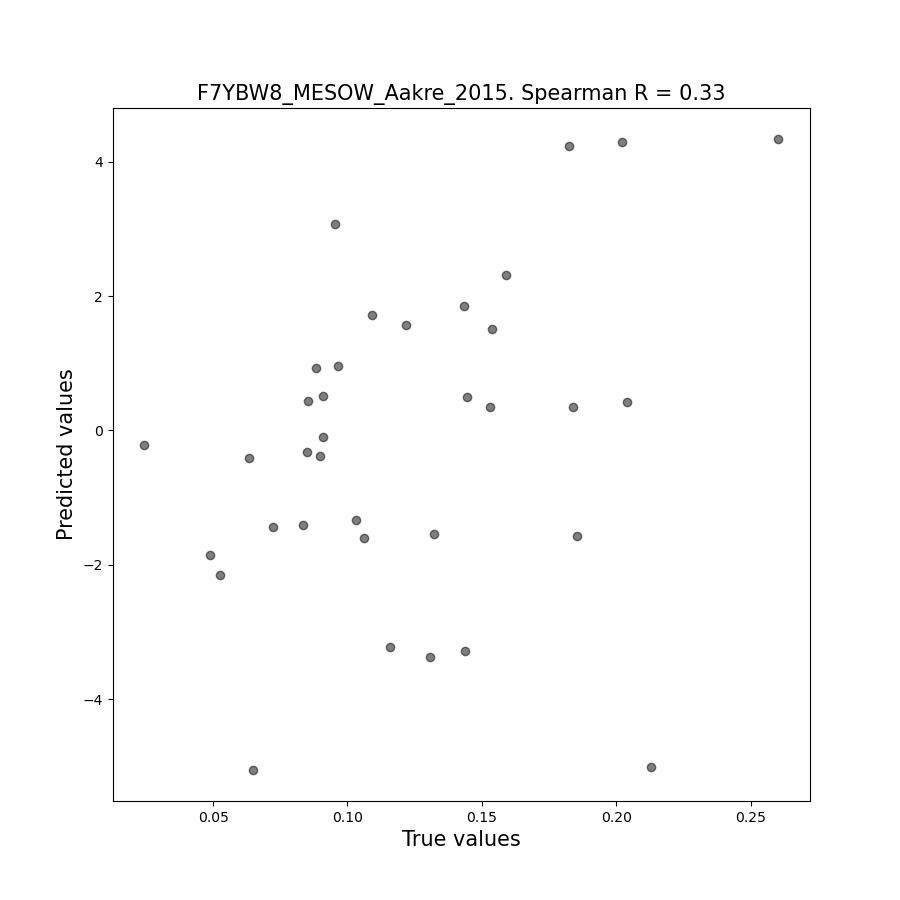 F7YBW8_MESOW_Aakre_2015. Spearman R = 0.33
4
2
0
−2
−4
Predicted values
0.05 0.10 0.15 0.20 0.25
True values